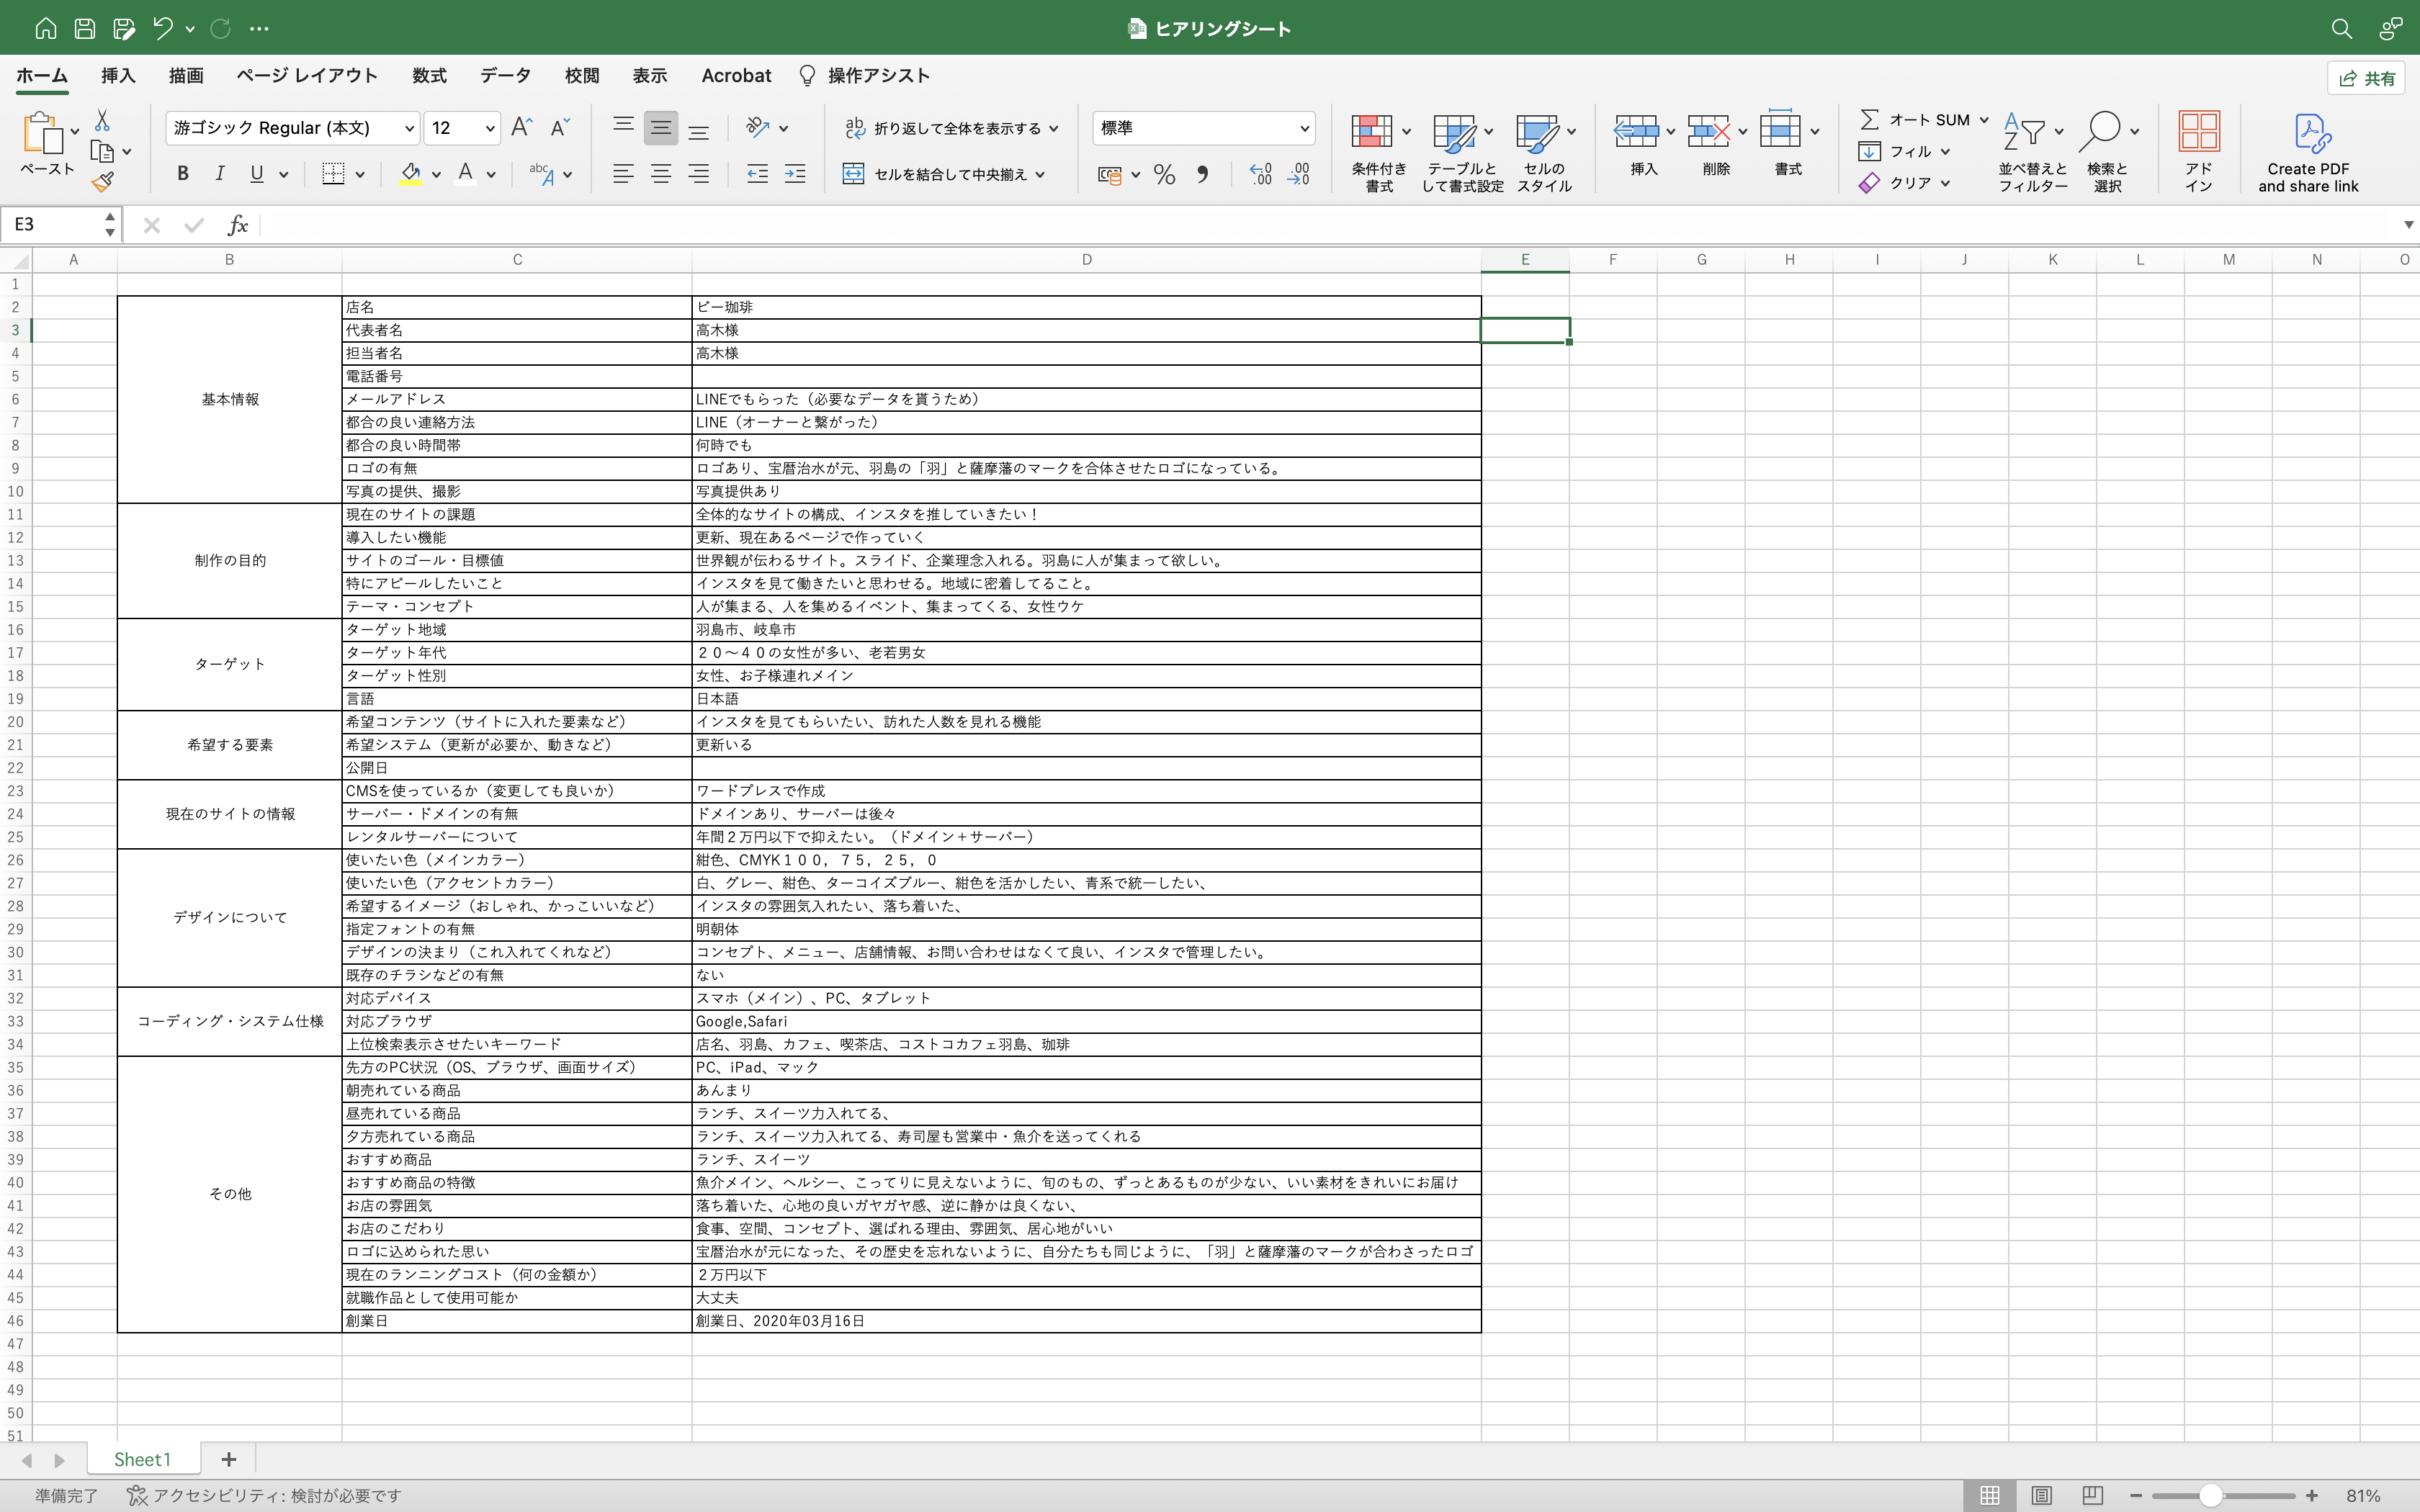 ヒアリングシート
ホーム 挿入 描画 ページ レイアウト 数式 データ 校閲 表示 Acrobat 操作アシスト 共有
ペースト 游ゴシック Regular (本文) 12 折り返して全体を表示する 標準 条件付き書式 テーブルとして書式設定 セルのスタイル 挿入 削除 書式 オート SUM フィル クリア 並べ替えとフィルター 検索と選択 アドイン Create PDF and share link
B I U セルを結合して中央揃え
E3 fx
A B C D E F G H I J K L M N O
1
2 店名 ビー珈琲
3 代表者名 高木様
4 担当者名 高木様
5 電話番号
6 基本情報 メールアドレス LINEでもらった（必要なデータを貰うため）
7 都合の良い連絡方法 LINE（オーナーと繋がった）
8 都合の良い時間帯 何時でも
9 ロゴの有無 ロゴあり、宝暦治水が元、羽島の「羽」と薩摩藩のマークを合体させたロゴになっている。
10 写真の提供、撮影 写真提供あり
11 現在のサイトの課題 全体的なサイトの構成、インスタを推していきたい！
12 導入したい機能 更新、現在あるページで作っていく
13 制作の目的 サイトのゴール・目標値 世界観が伝わるサイト。スライド、企業理念入れる。羽島に人が集まって欲しい。
14 特にアピールしたいこと インスタを見て働きたいと思わせる。地域に密着してること。
15 テーマ・コンセプト 人が集まる、人を集めるイベント、集まってくる、女性ウケ
16 ターゲット地域 羽島市、岐阜市
17 ターゲット ターゲット年代 ２０〜４０の女性が多い、老若男女
18 ターゲット性別 女性、お子様連れメイン
19 言語 日本語
20 希望コンテンツ（サイトに入れた要素など） インスタを見てもらいたい、訪れた人数を見れる機能
21 希望する要素 希望システム（更新が必要か、動きなど） 更新いる
22 公開日
23 CMSを使っているか（変更しても良いか） ワードプレスで作成
24 現在のサイトの情報 サーバー・ドメインの有無 ドメインあり、サーバーは後々
25 レンタルサーバーについて 年間２万円以下で抑えたい。（ドメイン＋サーバー）
26 使いたい色（メインカラー） 紺色、CMYK１００，７５，２５，０
27 使いたい色（アクセントカラー） 白、グレー、紺色、ターコイズブルー、紺色を活かしたい、青系で統一したい、
28 デザインについて 希望するイメージ（おしゃれ、かっこいいなど） インスタの雰囲気入れたい、落ち着いた、
29 指定フォントの有無 明朝体
30 デザインの決まり（これ入れてくれなど） コンセプト、メニュー、店舗情報、お問い合わせはなくて良い、インスタで管理したい。
31 既存のチラシなどの有無 ない
32 対応デバイス スマホ（メイン）、PC、タブレット
33 コーディング・システム仕様 対応ブラウザ Google,Safari
34 上位検索表示させたいキーワード 店名、羽島、カフェ、喫茶店、コストコカフェ羽島、珈琲
35 先方のPC状況（OS、ブラウザ、画面サイズ） PC、iPad、マック
36 朝売れている商品 あんまり
37 昼売れている商品 ランチ、スイーツ力入れてる、
38 夕方売れている商品 ランチ、スイーツ力入れてる、寿司屋も営業中・魚介を送ってくれる
39 おすすめ商品 ランチ、スイーツ
40 その他 おすすめ商品の特徴 魚介メイン、ヘルシー、こってりに見えないように、旬のもの、ずっとあるものが少ない、いい素材をきれいにお届け
41 お店の雰囲気 落ち着いた、心地の良いガヤガヤ感、逆に静かは良くない、
42 お店のこだわり 食事、空間、コンセプト、選ばれる理由、雰囲気、居心地がいい
43 ロゴに込められた思い 宝暦治水が元になった、その歴史を忘れないように、自分たちも同じように、「羽」と薩摩藩のマークが合わさったロゴ
44 現在のランニングコスト（何の金額か） ２万円以下
45 就職作品として使用可能か 大丈夫
46 創業日 創業日、2020年03月16日
47
48
49
50
51
Sheet1 +
準備完了 アクセシビリティ: 検討が必要です 81%